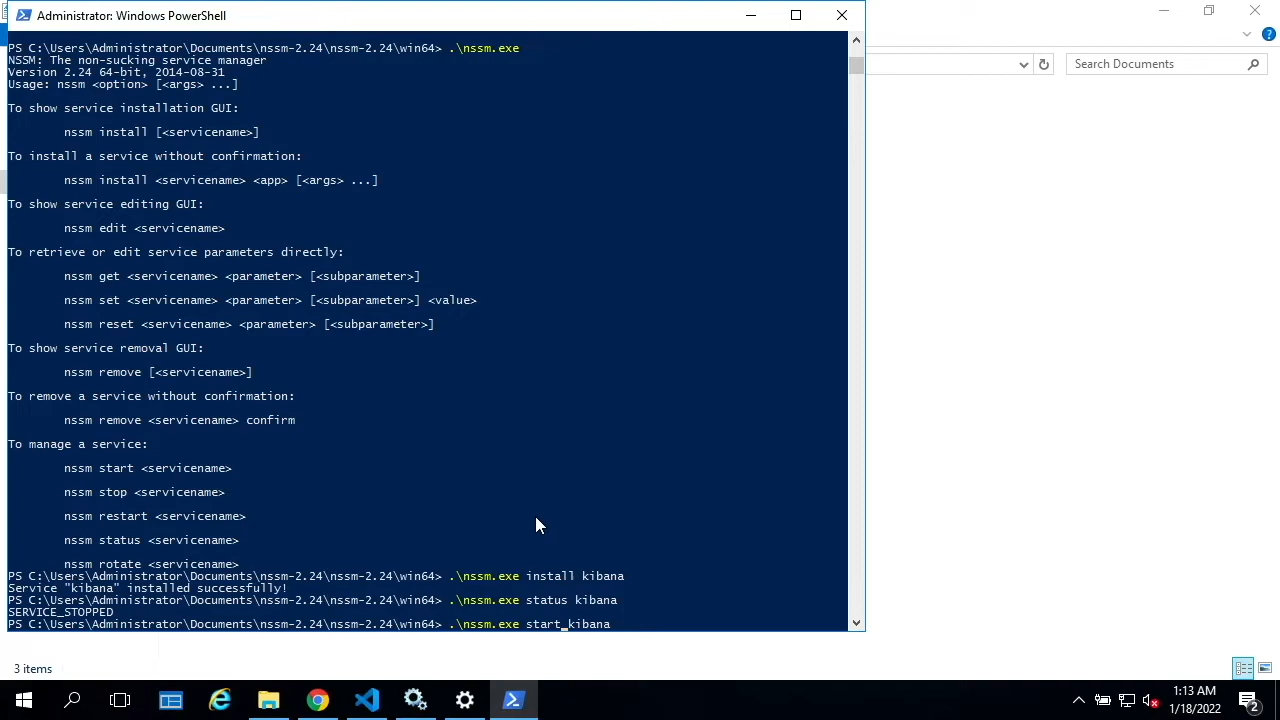 Administrator: Windows PowerShell
PS C:\Users\Administrator\Documents\nssm-2.24\nssm-2.24\win64> .\nssm.exe
NSSM: The non-sucking service manager
Version 2.24 64-bit, 2014-08-31
Usage: nssm <option> [<args> ...]
To show service installation GUI:
nssm install [<servicename>]
To install a service without confirmation:
nssm install <servicename> <app> [<args> ...]
To show service editing GUI:
nssm edit <servicename>
To retrieve or edit service parameters directly:
nssm get <servicename> <parameter> [<subparameter>]
nssm set <servicename> <parameter> [<subparameter>] <value>
nssm reset <servicename> <parameter> [<subparameter>]
To show service removal GUI:
nssm remove [<servicename>]
To remove a service without confirmation:
nssm remove <servicename> confirm
To manage a service:
nssm start <servicename>
nssm stop <servicename>
nssm restart <servicename>
nssm status <servicename>
nssm rotate <servicename>
PS C:\Users\Administrator\Documents\nssm-2.24\nssm-2.24\win64> .\nssm.exe install kibana
Service "kibana" installed successfully!
PS C:\Users\Administrator\Documents\nssm-2.24\nssm-2.24\win64> .\nssm.exe status kibana
SERVICE_STOPPED
PS C:\Users\Administrator\Documents\nssm-2.24\nssm-2.24\win64> .\nssm.exe start kibana
Search Documents
3 items
1:13 AM
1/18/2022
2